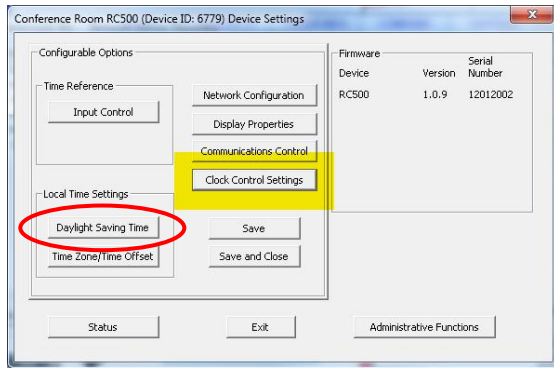 Conference Room RC500 (Device ID: 6779) Device Settings
Configurable Options
Time Reference
Input Control
Network Configuration
Display Properties
Communications Control
Clock Control Settings
Local Time Settings
Daylight Saving Time
Time Zone/Time Offset
Save
Save and Close
Firmware
Device Version Serial Number
RC500 1.0.9 12012002
Status
Exit
Administrative Functions